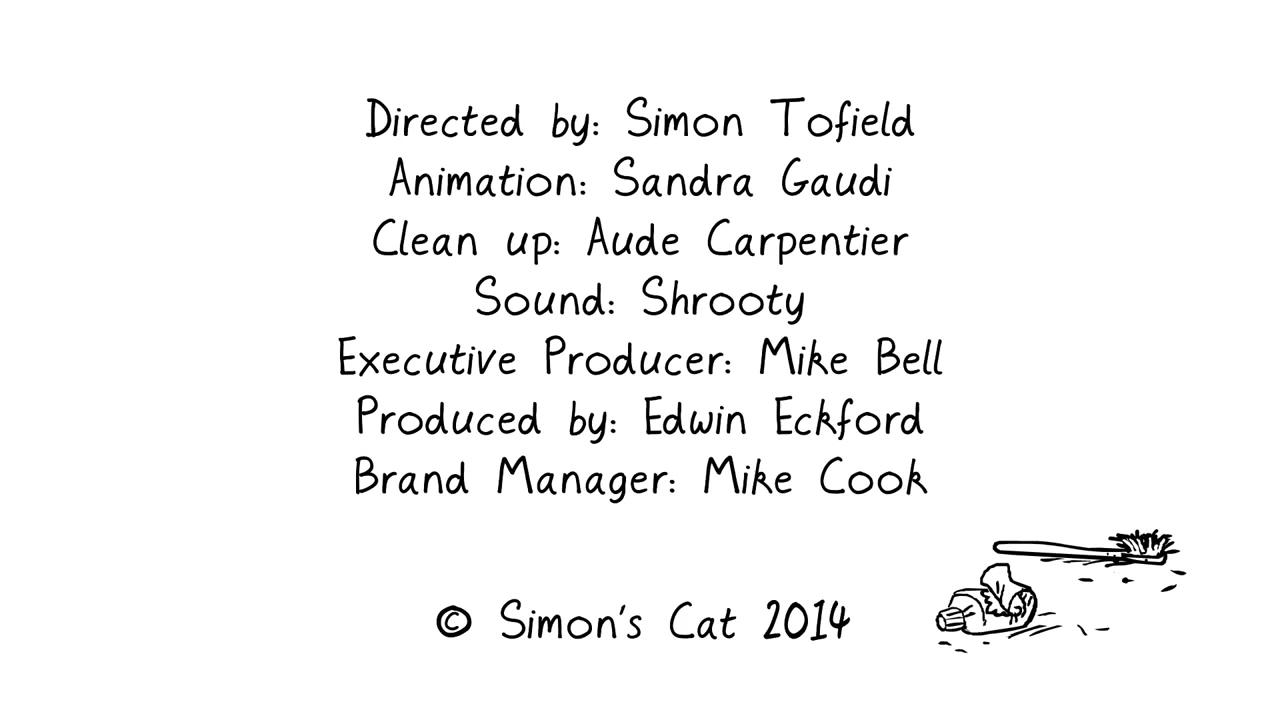 Directed by: Simon Tofield
Animation: Sandra Gaudi
Clean up: Aude Carpentier
Sound: Shrooty
Executive Producer: Mike Bell
Produced by: Edwin Eckford
Brand Manager: Mike Cook
© Simon's Cat 2014